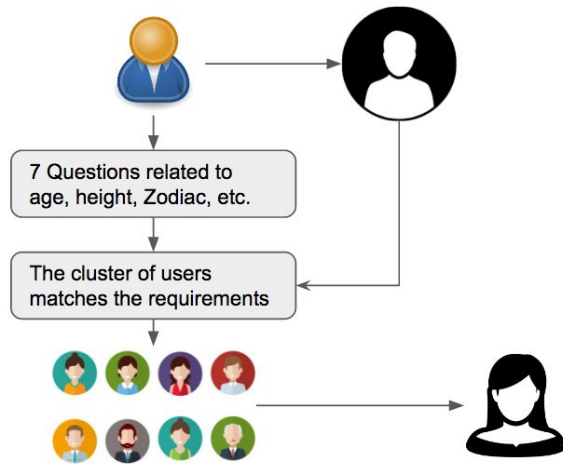 7 Questions related to
age, height, Zodiac, etc.
The cluster of users
matches the requirements